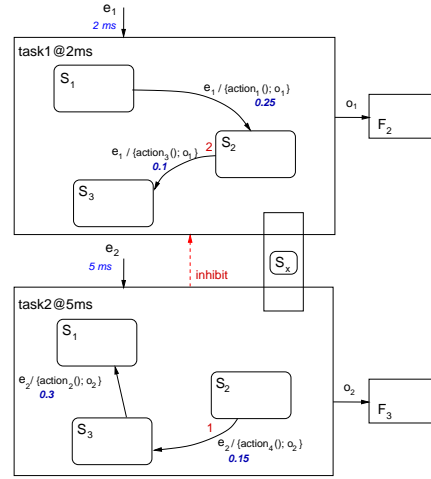 e₁
2 ms
task1@2ms
S₁
e₁ / {action₁(); o₁}
0.25
o₁
F₂
2
S₂
e₁ / {action₃(); o₁}
0.1
S₃
e₂
5 ms
inhibit
Sₓ
task2@5ms
S₁
e₂/ {action₂(); o₂}
0.3
S₂
o₂
F₃
S₃
1
e₂ / {action₄(); o₂}
0.15